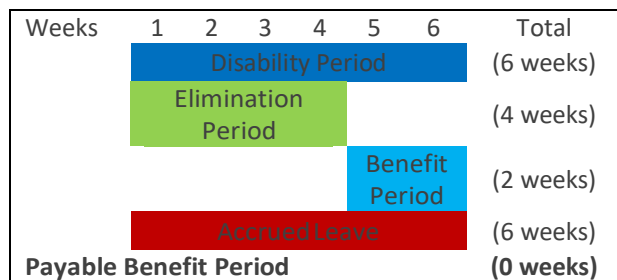 Weeks 1 2 3 4 5 6 Total
Disability Period (6 weeks)
Elimination
Period (4 weeks)
Benefit
Period (2 weeks)
Accrued Leave (6 weeks)
Payable Benefit Period (0 weeks)